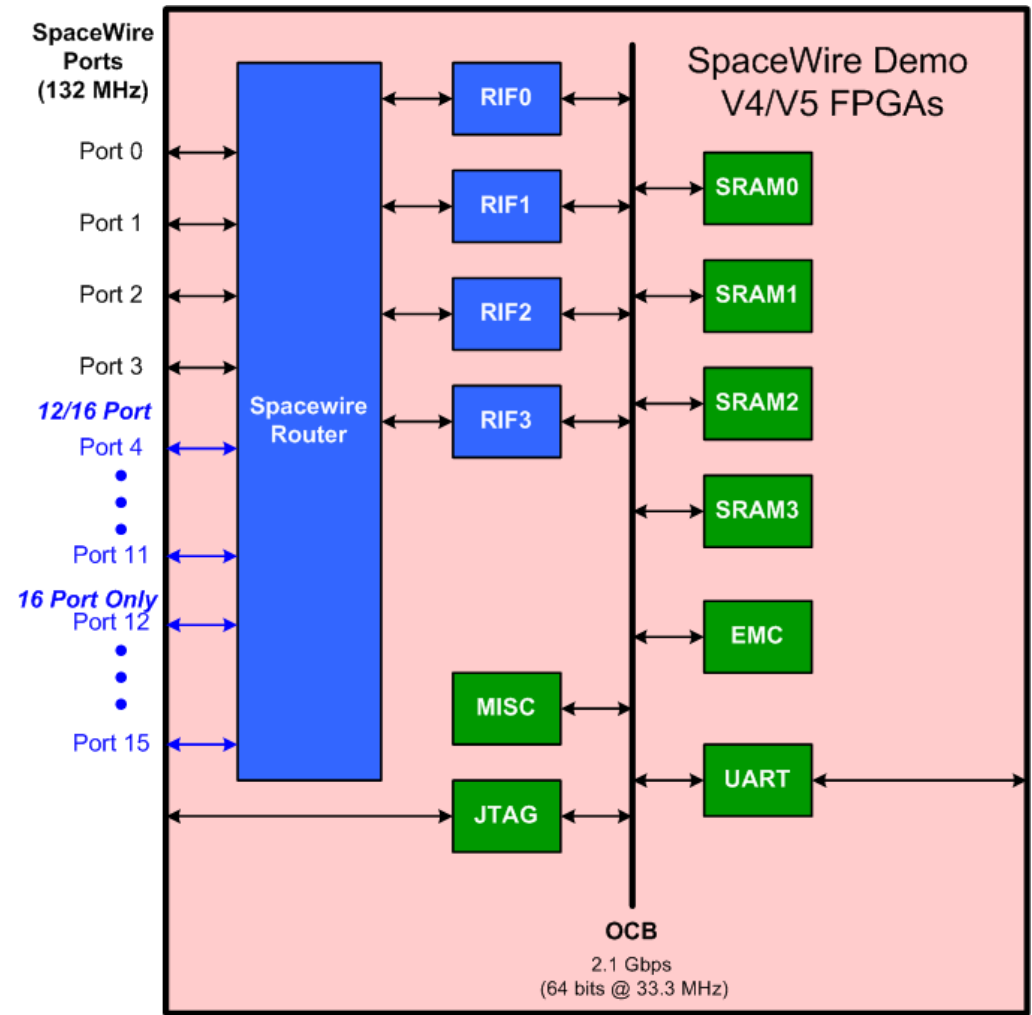 SpaceWire
Ports
(132 MHz)
Port 0
Port 1
Port 2
Port 3
12/16 Port
Port 4
Port 11
16 Port Only
Port 12
Port 15
Spacewire
Router
RIF0
RIF1
RIF2
RIF3
MISC
JTAG
SpaceWire Demo
V4/V5 FPGAs
SRAM0
SRAM1
SRAM2
SRAM3
EMC
UART
OCB
2.1 Gbps
(64 bits @ 33.3 MHz)